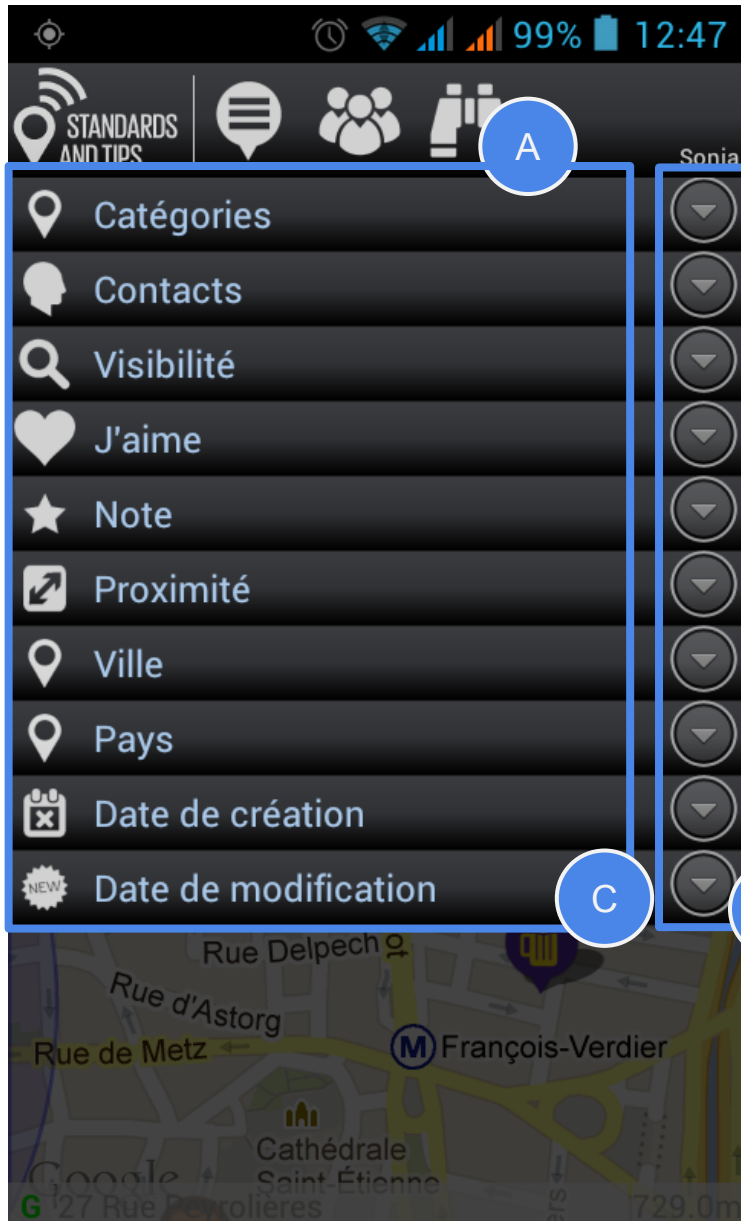 99% 12:47
STANDARDS
AND TIPS
A
Sonia
Catégories
Contacts
Visibilité
J'aime
Note
Proximité
Ville
Pays
Date de création
NEW Date de modification
C
Rue Delpech
Rue d'Astorg
Rue de Metz
M François-Verdier
Cathédrale
Saint-Étienne
Google
G 27 Rue Peyrolières
729.0m